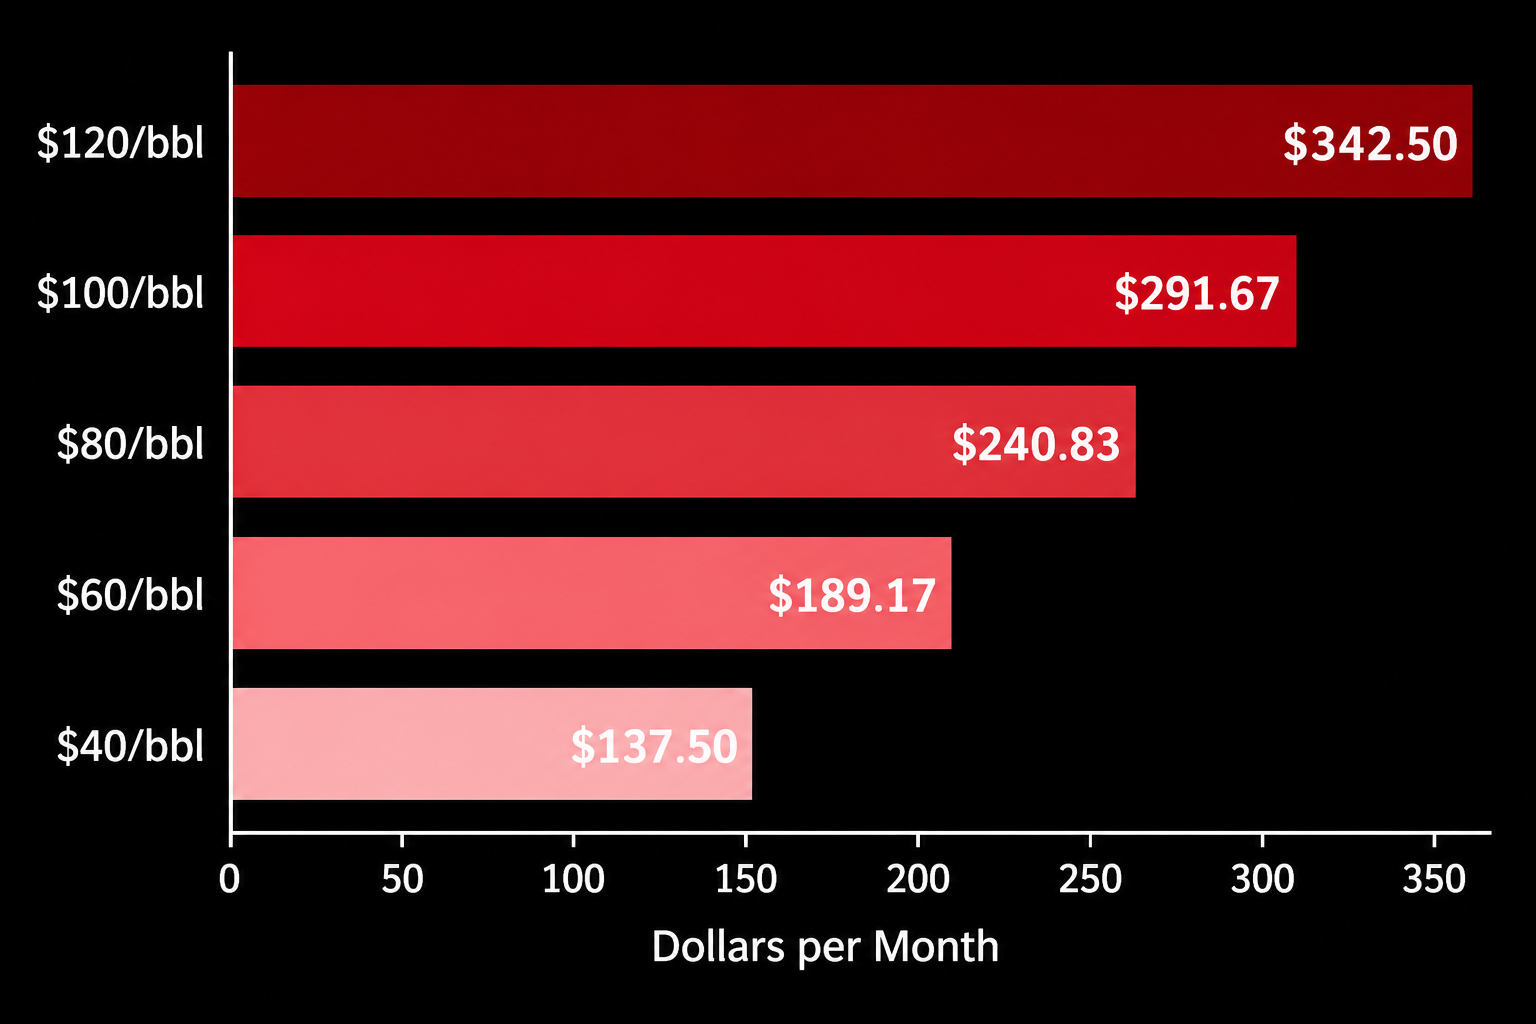 $120/bbl
$342.50
$100/bbl
$291.67
$80/bbl
$240.83
$60/bbl
$189.17
$40/bbl
$137.50
0 50 100 150 200 250 300 350
Dollars per Month